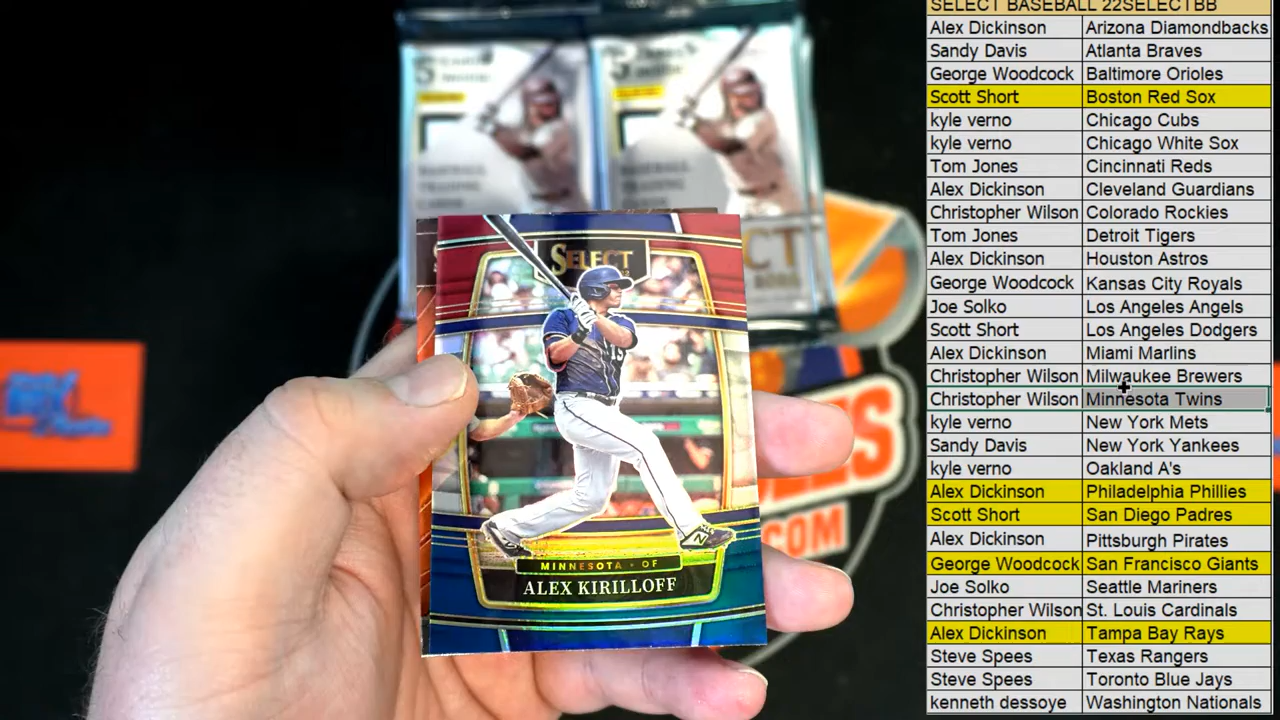 SELECT BASEBALL 22SELECTBB
Alex Dickinson Arizona Diamondbacks
Sandy Davis Atlanta Braves
George Woodcock Baltimore Orioles
Scott Short Boston Red Sox
kyle verno Chicago Cubs
kyle verno Chicago White Sox
Tom Jones Cincinnati Reds
Alex Dickinson Cleveland Guardians
Christopher Wilson Colorado Rockies
Tom Jones Detroit Tigers
Alex Dickinson Houston Astros
George Woodcock Kansas City Royals
Joe Solko Los Angeles Angels
Scott Short Los Angeles Dodgers
Alex Dickinson Miami Marlins
Christopher Wilson Milwaukee Brewers
Christopher Wilson Minnesota Twins
kyle verno New York Mets
Sandy Davis New York Yankees
kyle verno Oakland A's
Alex Dickinson Philadelphia Phillies
Scott Short San Diego Padres
Alex Dickinson Pittsburgh Pirates
George Woodcock San Francisco Giants
Joe Solko Seattle Mariners
Christopher Wilson St. Louis Cardinals
Alex Dickinson Tampa Bay Rays
Steve Spees Texas Rangers
Steve Spees Toronto Blue Jays
kenneth dessoye Washington Nationals
SELECT
MINNESOTA • OF
ALEX KIRILLOFF
.COM